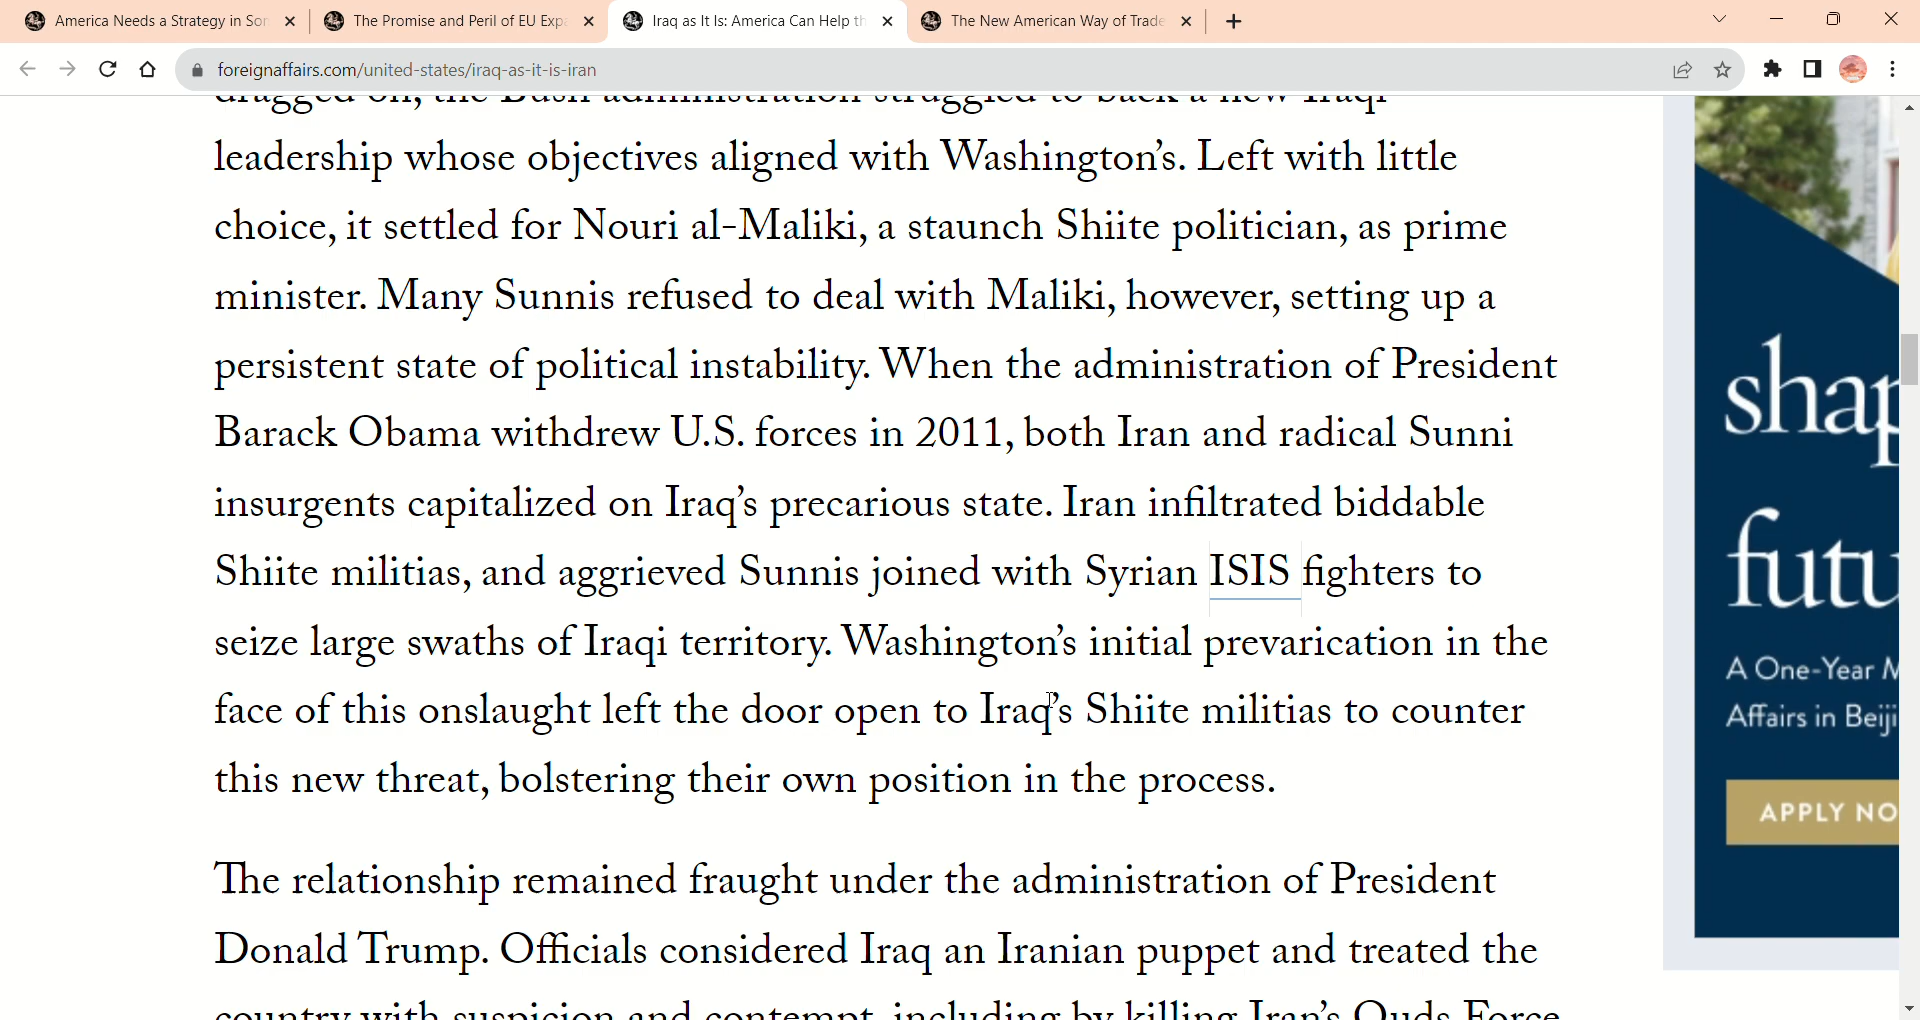 America Needs a Strategy in So
The Promise and Peril of EU Expa
Iraq as It Is: America Can Help th
The New American Way of Trade
foreignaffairs.com/united-states/iraq-as-it-is-iran
dragged on, the Bush administration struggled to back a new Iraqi
leadership whose objectives aligned with Washington’s. Left with little
choice, it settled for Nouri al-Maliki, a staunch Shiite politician, as prime
minister. Many Sunnis refused to deal with Maliki, however, setting up a
persistent state of political instability. When the administration of President
Barack Obama withdrew U.S. forces in 2011, both Iran and radical Sunni
insurgents capitalized on Iraq’s precarious state. Iran infiltrated biddable
Shiite militias, and aggrieved Sunnis joined with Syrian ISIS fighters to
seize large swaths of Iraqi territory. Washington’s initial prevarication in the
face of this onslaught left the door open to Iraq’s Shiite militias to counter
this new threat, bolstering their own position in the process.
The relationship remained fraught under the administration of President
Donald Trump. Officials considered Iraq an Iranian puppet and treated the
country with suspicion and contempt, including by killing Iran’s Quds Force
shap
futu
A One-Year M
Affairs in Beiji
APPLY NO